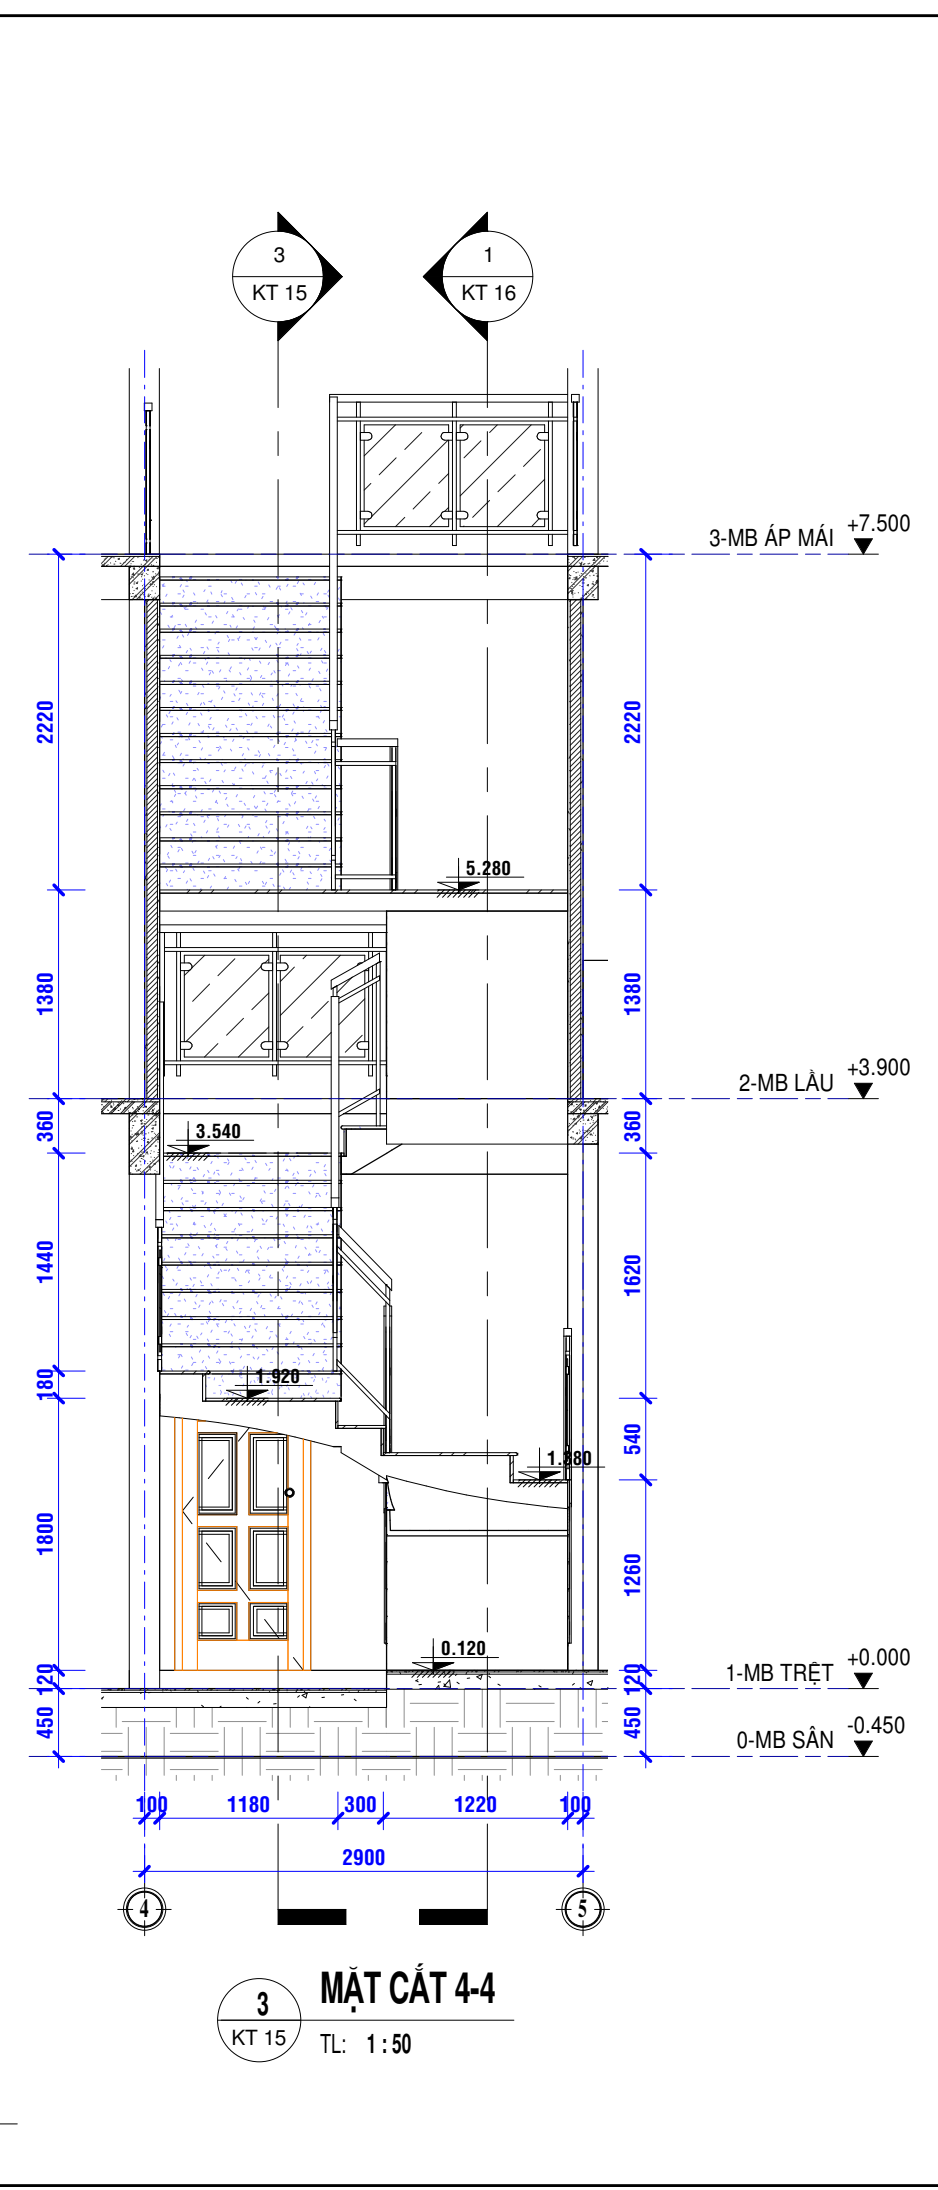 3
KT 15
1
KT 16
3-MB ÁP MÁI +7.500
2220
2220
5.280
1380
1380
2-MB LẦU +3.900
360
360
3.540
1440
1620
180
1.920
540
1.380
1800
1260
0.120
120
120
1-MB TRỆT +0.000
450
450
0-MB SÂN -0.450
100 1180 300 1220 100
2900
4
5
3
KT 15
MẶT CẮT 4-4
TL: 1 : 50